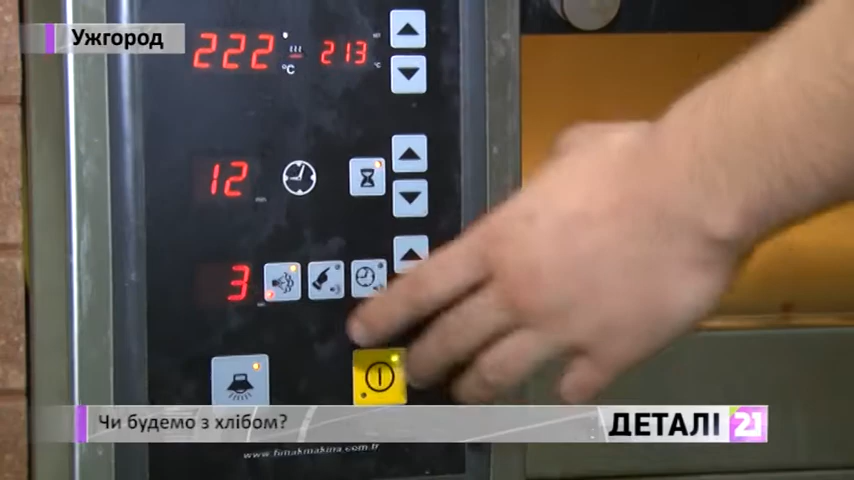 Ужгород
222 °C 213
12
3
Чи будемо з хлібом?
ДЕТАЛІ 21
www.fimakmakina.com.tr